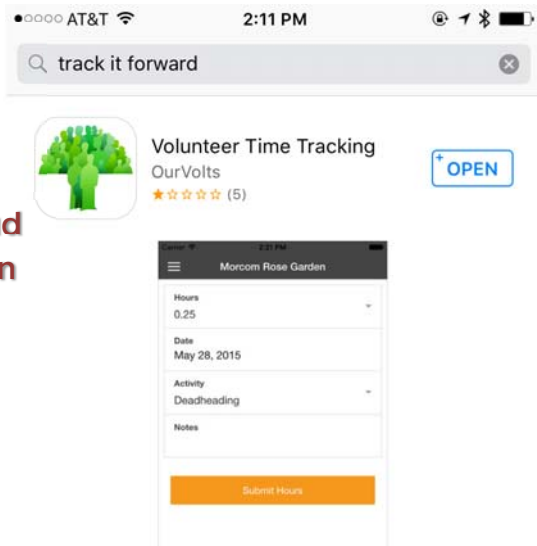 AT&T 2:11 PM
track it forward
Volunteer Time Tracking
OurVolts
(5)
+ OPEN
2:21 PM
Morcom Rose Garden
Hours
0.25
Date
May 28, 2015
Activity
Deadheading
Notes
Submit Hours